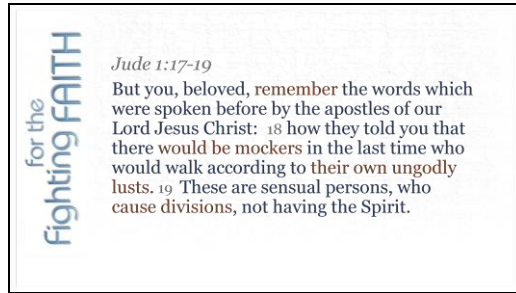 Fighting FAITH
for the
Jude 1:17-19
But you, beloved, remember the words which
were spoken before by the apostles of our
Lord Jesus Christ: 18 how they told you that
there would be mockers in the last time who
would walk according to their own ungodly
lusts. 19 These are sensual persons, who
cause divisions, not having the Spirit.